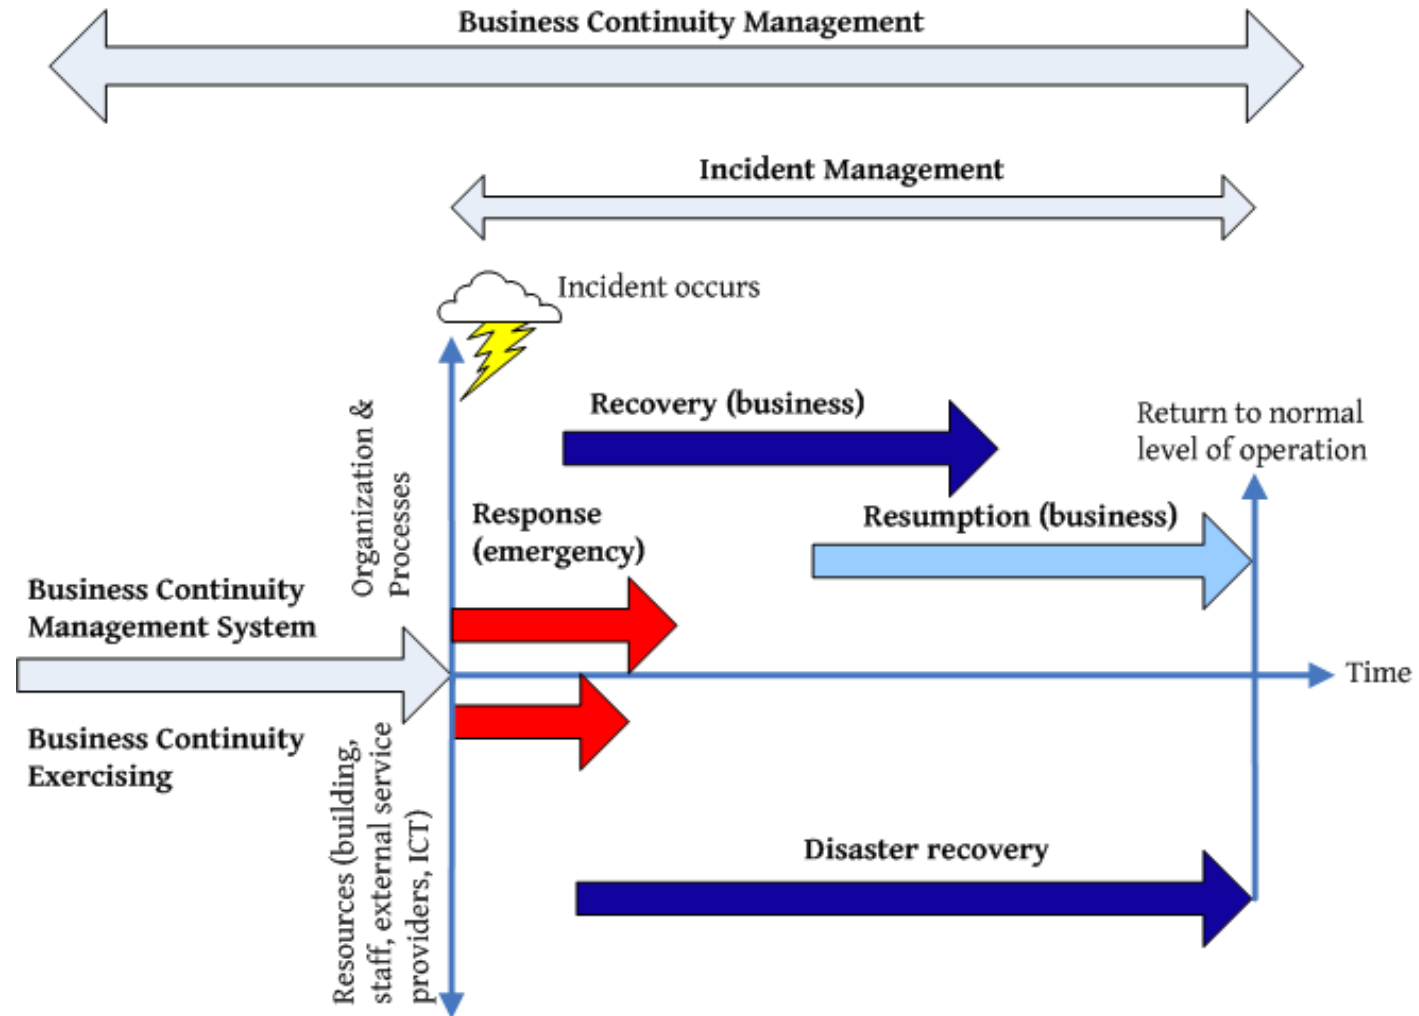 Business Continuity Management
Incident Management
Incident occurs
Recovery (business)
Return to normal
level of operation
Organization &
Processes
Response
(emergency)
Resumption (business)
Business Continuity
Management System
Time
Business Continuity
Exercising
Resources (building,
staff, external service
providers, ICT)
Disaster recovery